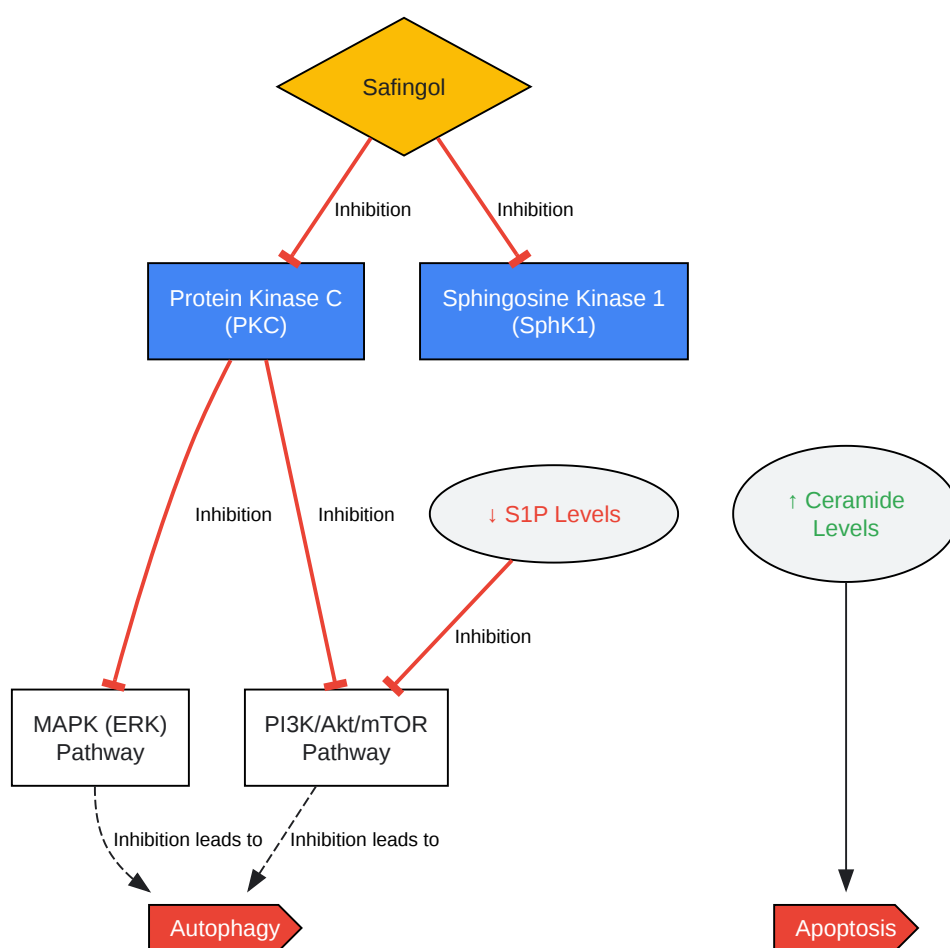 Safingol
Inhibition
Inhibition
Protein Kinase C
(PKC)
Sphingosine Kinase 1
(SphK1)
Inhibition
Inhibition
↓ S1P Levels
↑ Ceramide
Levels
Inhibition
MAPK (ERK)
Pathway
PI3K/Akt/mTOR
Pathway
Inhibition leads to
Inhibition leads to
Autophagy
Apoptosis